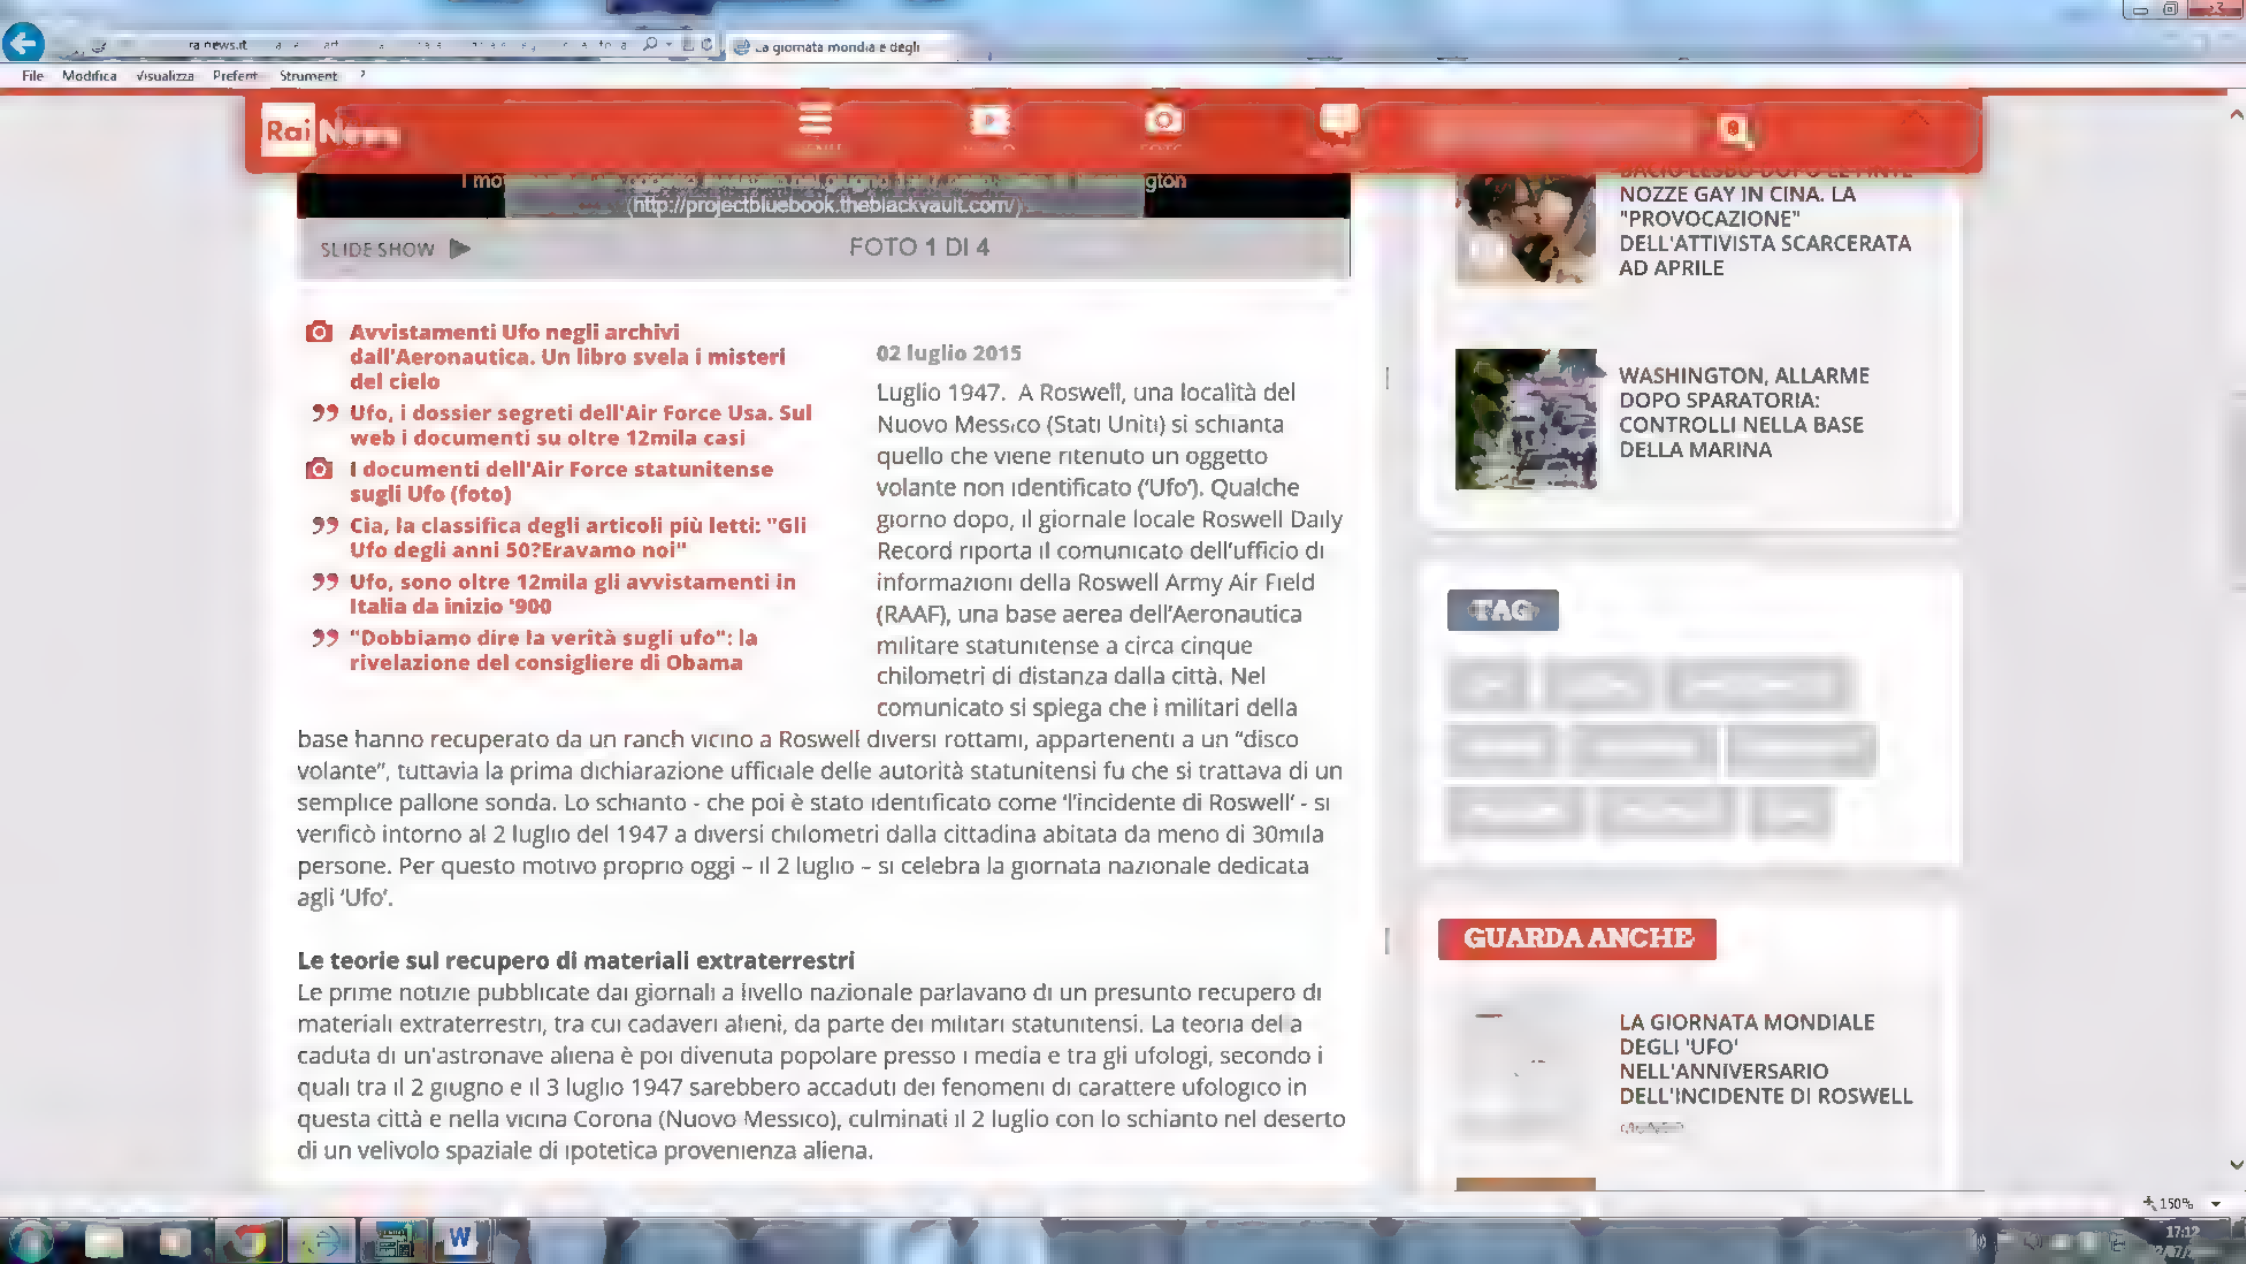 La giornata mondiale degli
File Modifica Visualizza Preferiti Strumenti ?
Rai News
(http://projectbluebook.theblackvault.com/)
SLIDE SHOW
FOTO 1 DI 4
Avvistamenti Ufo negli archivi
dall'Aeronautica. Un libro svela i misteri
del cielo
Ufo, i dossier segreti dell'Air Force Usa. Sul
web i documenti su oltre 12mila casi
I documenti dell'Air Force statunitense
sugli Ufo (foto)
Cia, la classifica degli articoli più letti: "Gli
Ufo degli anni 50?Eravamo noi"
Ufo, sono oltre 12mila gli avvistamenti in
Italia da inizio '900
"Dobbiamo dire la verità sugli ufo": la
rivelazione del consigliere di Obama
02 luglio 2015
Luglio 1947. A Roswell, una località del
Nuovo Messico (Stati Uniti) si schianta
quello che viene ritenuto un oggetto
volante non identificato ('Ufo'). Qualche
giorno dopo, il giornale locale Roswell Daily
Record riporta il comunicato dell'ufficio di
informazioni della Roswell Army Air Field
(RAAF), una base aerea dell'Aeronautica
militare statunitense a circa cinque
chilometri di distanza dalla città. Nel
comunicato si spiega che i militari della
base hanno recuperato da un ranch vicino a Roswell diversi rottami, appartenenti a un “disco
volante”, tuttavia la prima dichiarazione ufficiale delle autorità statunitensi fu che si trattava di un
semplice pallone sonda. Lo schianto - che poi è stato identificato come 'l'incidente di Roswell' - si
verificò intorno al 2 luglio del 1947 a diversi chilometri dalla cittadina abitata da meno di 30mila
persone. Per questo motivo proprio oggi – il 2 luglio – si celebra la giornata nazionale dedicata
agli 'Ufo'.
Le teorie sul recupero di materiali extraterrestri
Le prime notizie pubblicate dai giornali a livello nazionale parlavano di un presunto recupero di
materiali extraterrestri, tra cui cadaveri alieni, da parte dei militari statunitensi. La teoria della
caduta di un'astronave aliena è poi divenuta popolare presso i media e tra gli ufologi, secondo i
quali tra il 2 giugno e il 3 luglio 1947 sarebbero accaduti dei fenomeni di carattere ufologico in
questa città e nella vicina Corona (Nuovo Messico), culminati il 2 luglio con lo schianto nel deserto
di un velivolo spaziale di ipotetica provenienza aliena.
BACIO LESBO DOPO LE FINTE
NOZZE GAY IN CINA. LA
"PROVOCAZIONE"
DELL'ATTIVISTA SCARCERATA
AD APRILE
WASHINGTON, ALLARME
DOPO SPARATORIA:
CONTROLLI NELLA BASE
DELLA MARINA
TAG
GUARDA ANCHE
LA GIORNATA MONDIALE
DEGLI 'UFO'
NELL'ANNIVERSARIO
DELL'INCIDENTE DI ROSWELL
150%
17:12